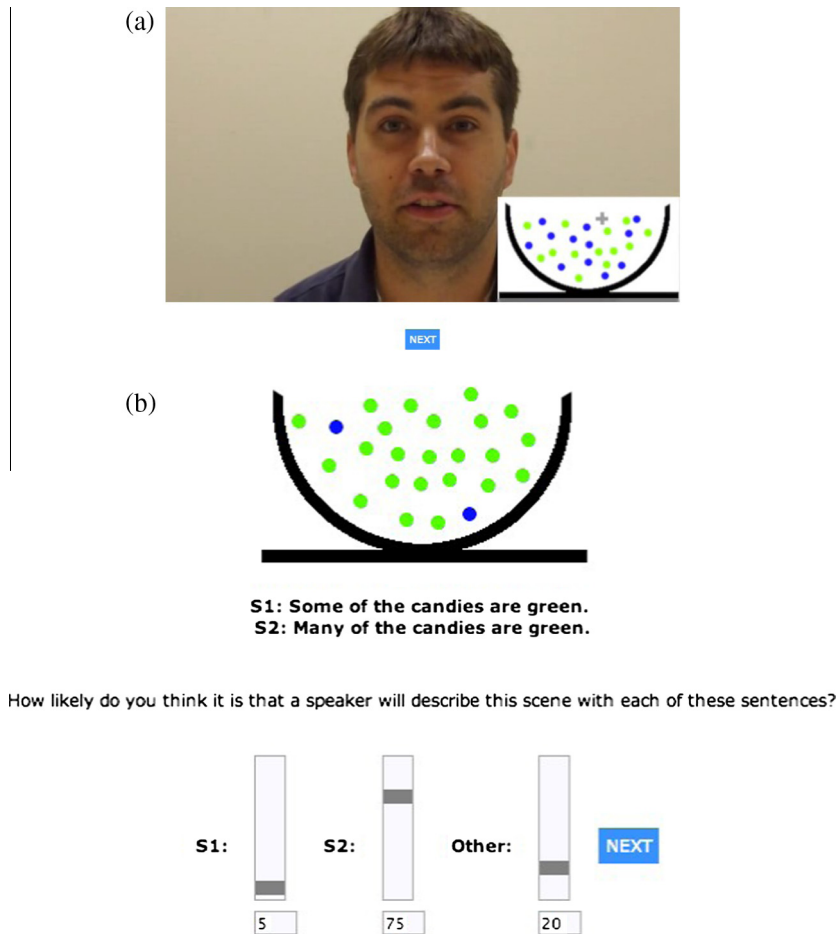 (a)
NEXT
(b)
S1: Some of the candies are green.
S2: Many of the candies are green.
How likely do you think it is that a speaker will describe this scene with each of these sentences?
S1: S2: Other: NEXT
5 75 20